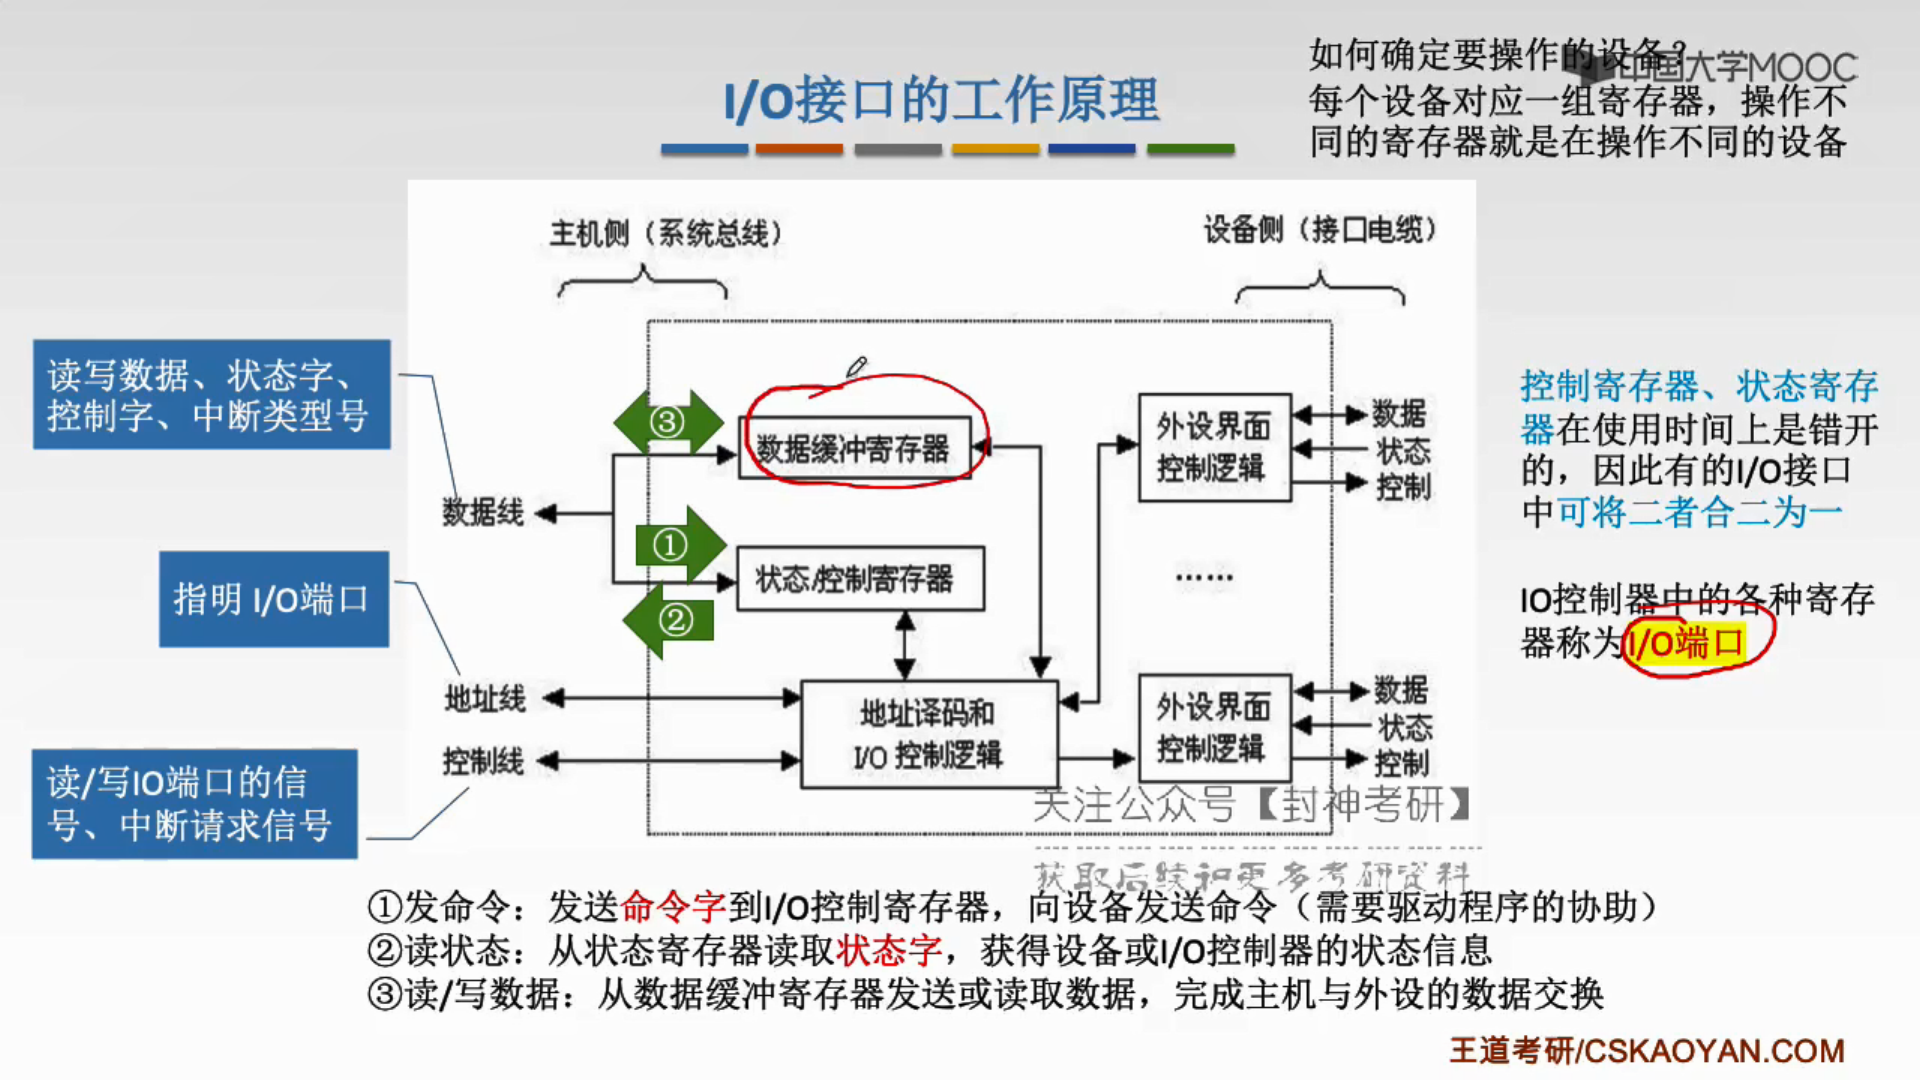 如何确定要操作的设备?
中国大学MOOC
每个设备对应一组寄存器，操作不
同的寄存器就是在操作不同的设备
I/O接口的工作原理
主机侧（系统总线）
设备侧（接口电缆）
读写数据、状态字、
控制字、中断类型号
③
数据缓冲寄存器
外设界面
控制逻辑
数据
状态
控制
控制寄存器、状态寄存
器在使用时间上是错开
的，因此有的I/O接口
中可将二者合二为一
数据线
①
状态/控制寄存器
……
指明 I/O端口
②
IO控制器中的各种寄存
器称为I/O端口
地址线
地址译码和
I/O 控制逻辑
外设界面
控制逻辑
数据
状态
控制
控制线
读/写IO端口的信
号、中断请求信号
关注公众号【封神考研】
获取后续和更多考研资料
①发命令：发送命令字到I/O控制寄存器，向设备发送命令（需要驱动程序的协助）
②读状态：从状态寄存器读取状态字，获得设备或I/O控制器的状态信息
③读/写数据：从数据缓冲寄存器发送或读取数据，完成主机与外设的数据交换
王道考研/CSKAOYAN.COM